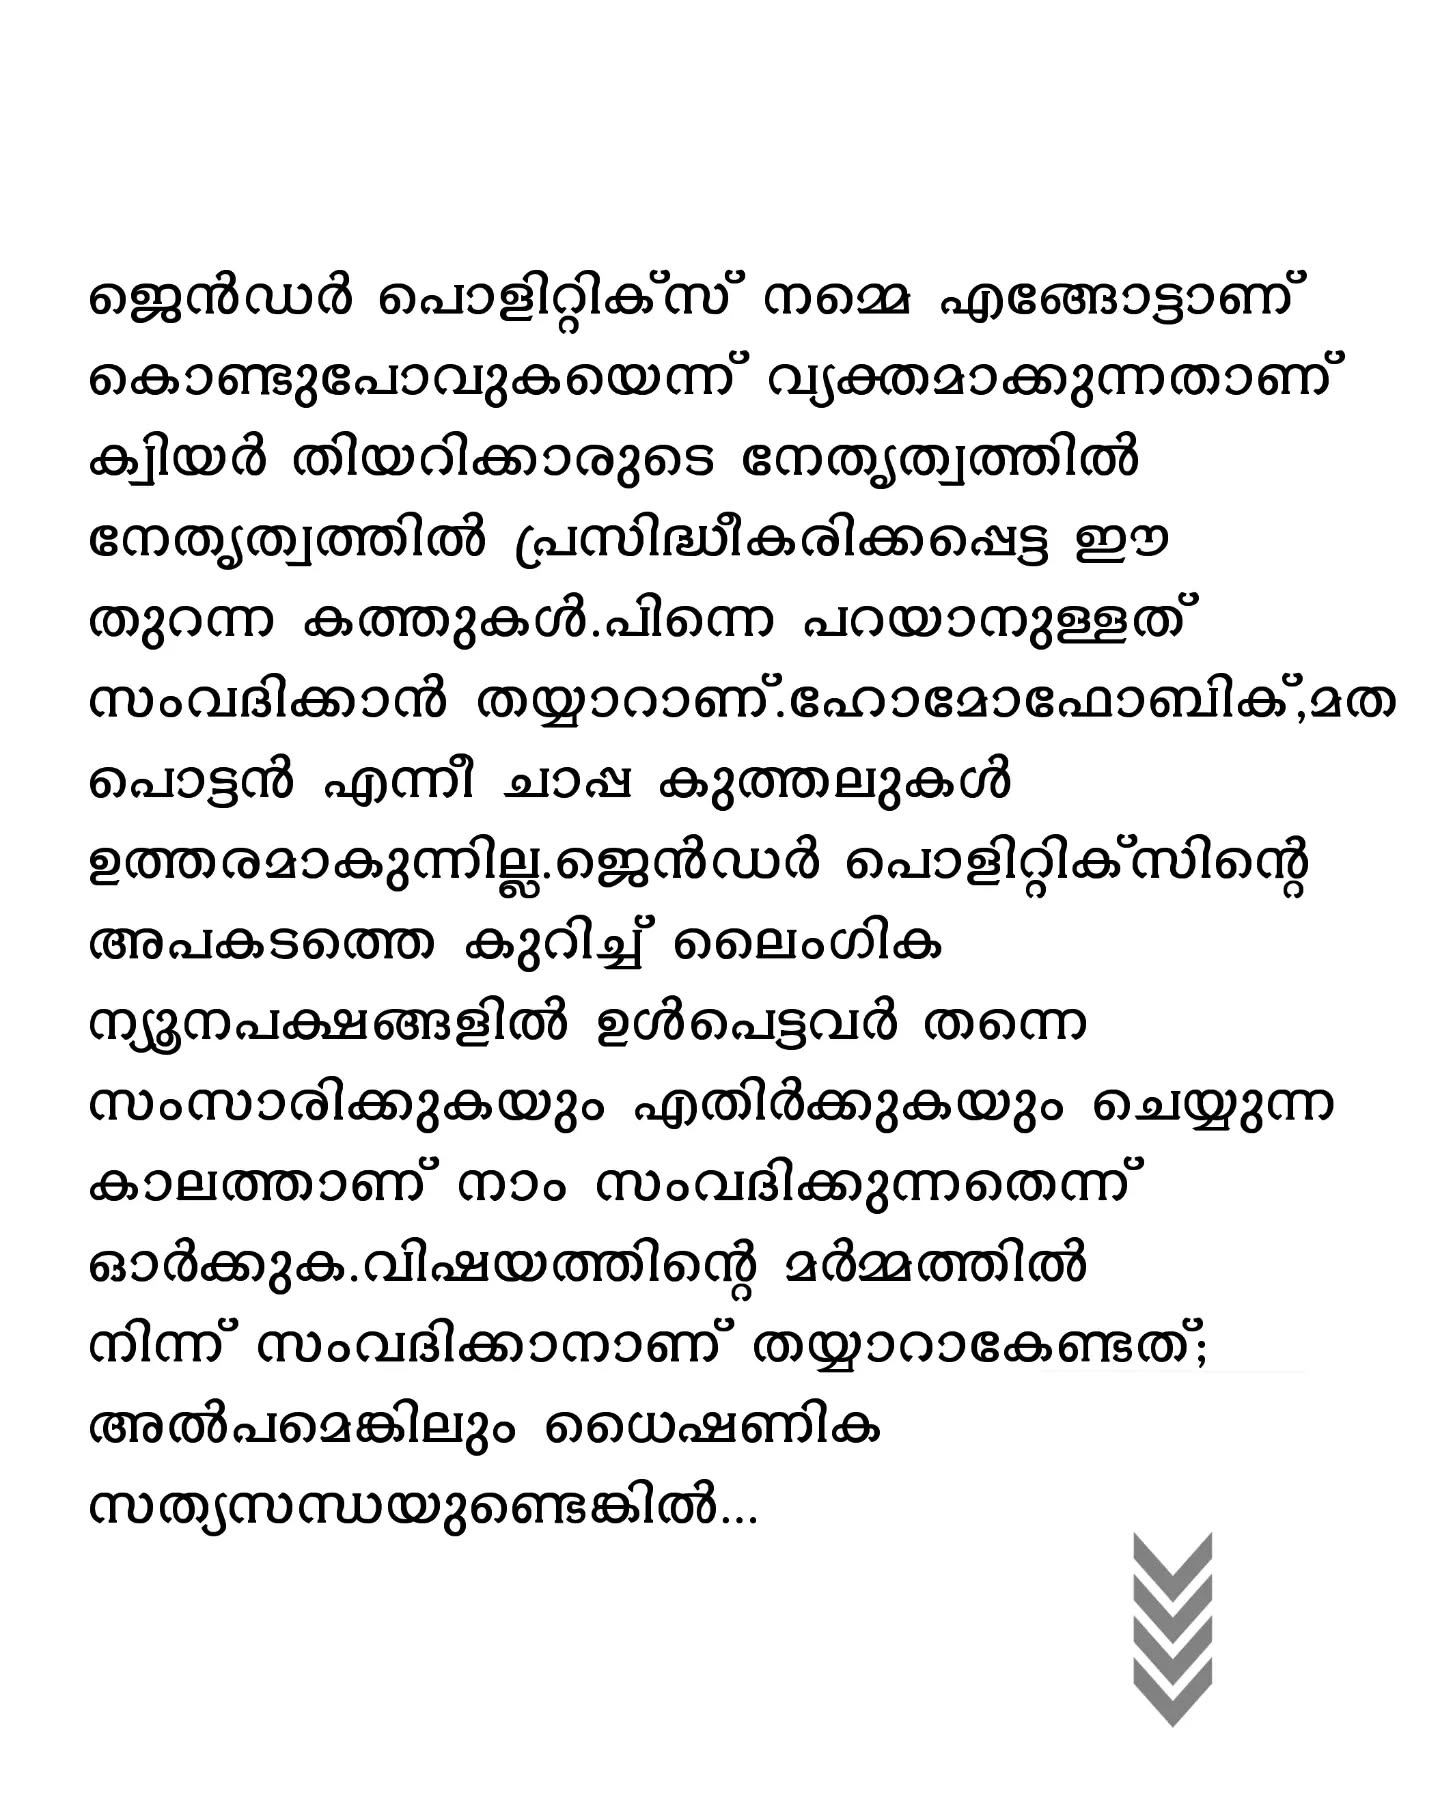 ജെൻഡർ പൊളിറ്റിക്സ് നമ്മെ എങ്ങോട്ടാണ്
കൊണ്ടുപോവുകയെന്ന് വ്യക്തമാക്കുന്നതാണ്
ക്വിയർ തിയറിക്കാരുടെ നേതൃത്വത്തിൽ
നേതൃത്വത്തിൽ പ്രസിദ്ധീകരിക്കപ്പെട്ട ഈ
തുറന്ന കത്തുകൾ.പിന്നെ പറയാനുള്ളത്
സംവദിക്കാൻ തയ്യാറാണ്.ഹോമോഫോബിക്,മത
പൊട്ടൻ എന്നീ ചാപ്പ കുത്തലുകൾ
ഉത്തരമാകുന്നില്ല.ജെൻഡർ പൊളിറ്റിക്സിന്റെ
അപകടത്തെ കുറിച്ച് ലൈംഗിക
ന്യൂനപക്ഷങ്ങളിൽ ഉൾപെട്ടവർ തന്നെ
സംസാരിക്കുകയും എതിർക്കുകയും ചെയ്യുന്ന
കാലത്താണ് നാം സംവദിക്കുന്നതെന്ന്
ഓർക്കുക.വിഷയത്തിന്റെ മർമ്മത്തിൽ
നിന്ന് സംവദിക്കാനാണ് തയ്യാറാകേണ്ടത്;
അൽപമെങ്കിലും ധൈഷണിക
സത്യസന്ധയുണ്ടെങ്കിൽ...